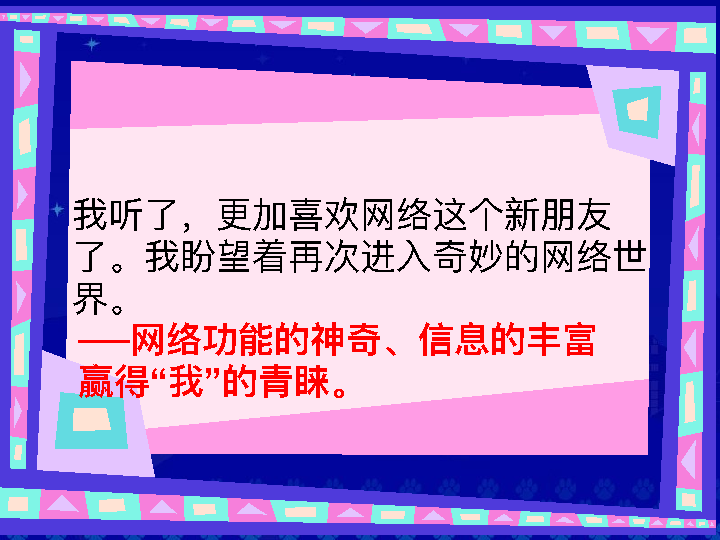 我听了，更加喜欢网络这个新朋友
了。我盼望着再次进入奇妙的网络世
界。
──网络功能的神奇、信息的丰富
赢得“我”的青睐。